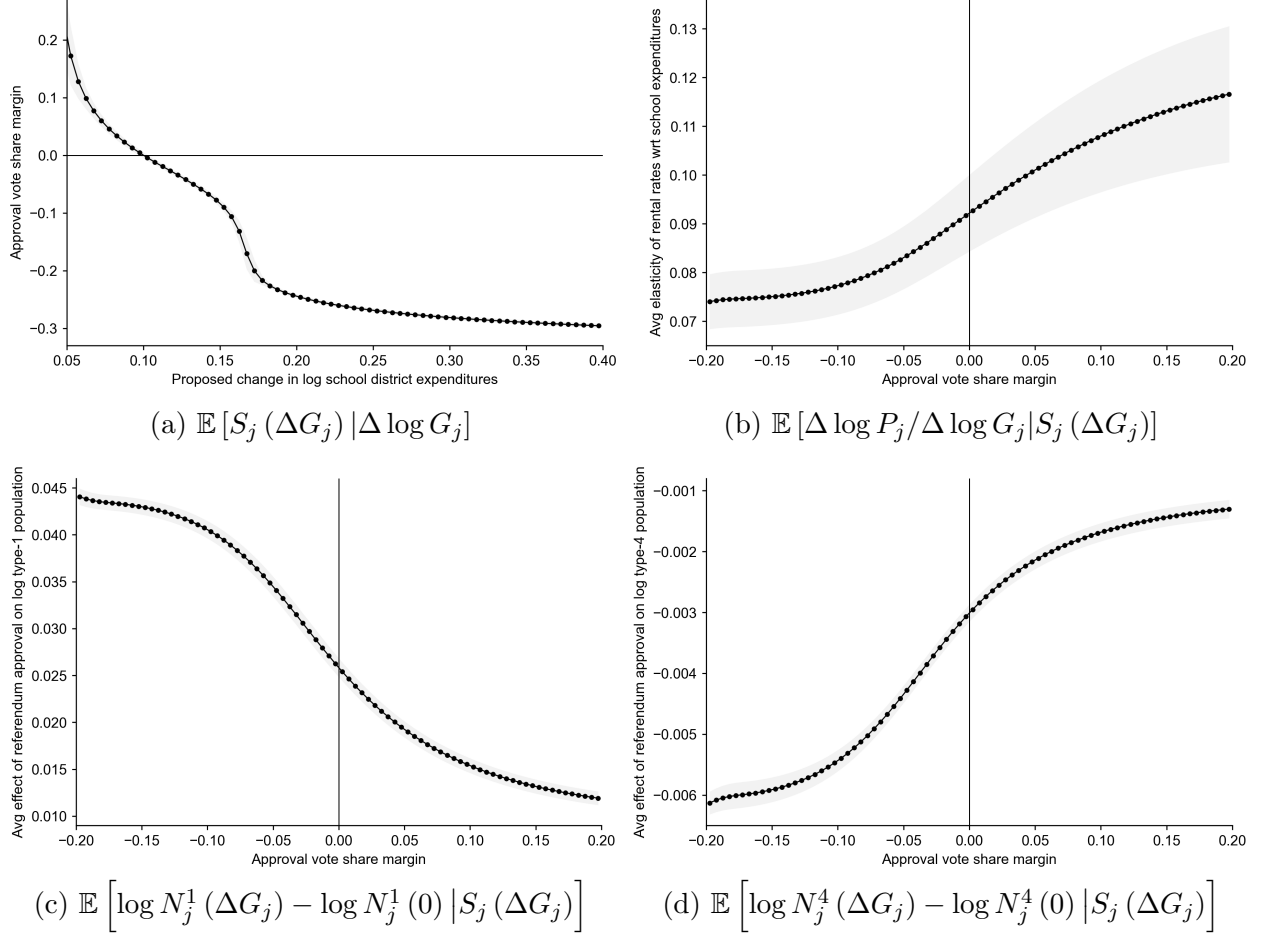 Approval vote share margin
0.2
0.1
0.0
−0.1
−0.2
−0.3
0.05 0.10 0.15 0.20 0.25 0.30 0.35 0.40
Proposed change in log school district expenditures
(a) 𝔼 [S_j (ΔG_j) |Δ log G_j]
Avg elasticity of rental rates wrt school expenditures
0.13
0.12
0.11
0.10
0.09
0.08
0.07
−0.20 −0.15 −0.10 −0.05 0.00 0.05 0.10 0.15 0.20
Approval vote share margin
(b) 𝔼 [Δ log P_j/Δ log G_j|S_j (ΔG_j)]
Avg effect of referendum approval on log type-1 population
0.045
0.040
0.035
0.030
0.025
0.020
0.015
0.010
−0.20 −0.15 −0.10 −0.05 0.00 0.05 0.10 0.15 0.20
Approval vote share margin
(c) 𝔼 [log N_j^1 (ΔG_j) − log N_j^1 (0) |S_j (ΔG_j)]
Avg effect of referendum approval on log type-4 population
−0.001
−0.002
−0.003
−0.004
−0.005
−0.006
−0.20 −0.15 −0.10 −0.05 0.00 0.05 0.10 0.15 0.20
Approval vote share margin
(d) 𝔼 [log N_j^4 (ΔG_j) − log N_j^4 (0) |S_j (ΔG_j)]